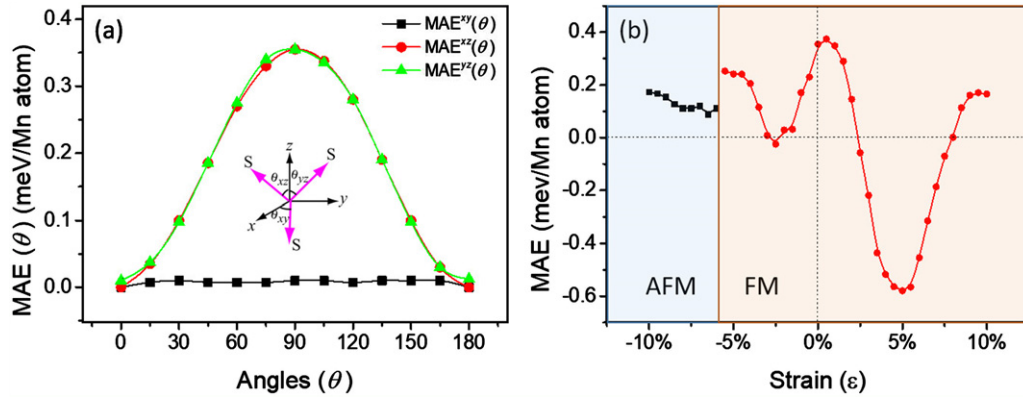 (a)
MAE^xy(θ)
MAE^xz(θ)
MAE^yz(θ)
0.4
0.3
0.2
0.1
0.0
MAE (θ) (meV/Mn atom)
z
S
S
θxz
θyz
y
x
θxy
S
0 30 60 90 120 150 180
Angles (θ)
(b)
0.4
0.2
0.0
-0.2
-0.4
-0.6
MAE (mev/Mn atom)
AFM
FM
-10% -5% 0% 5% 10%
Strain (ε)